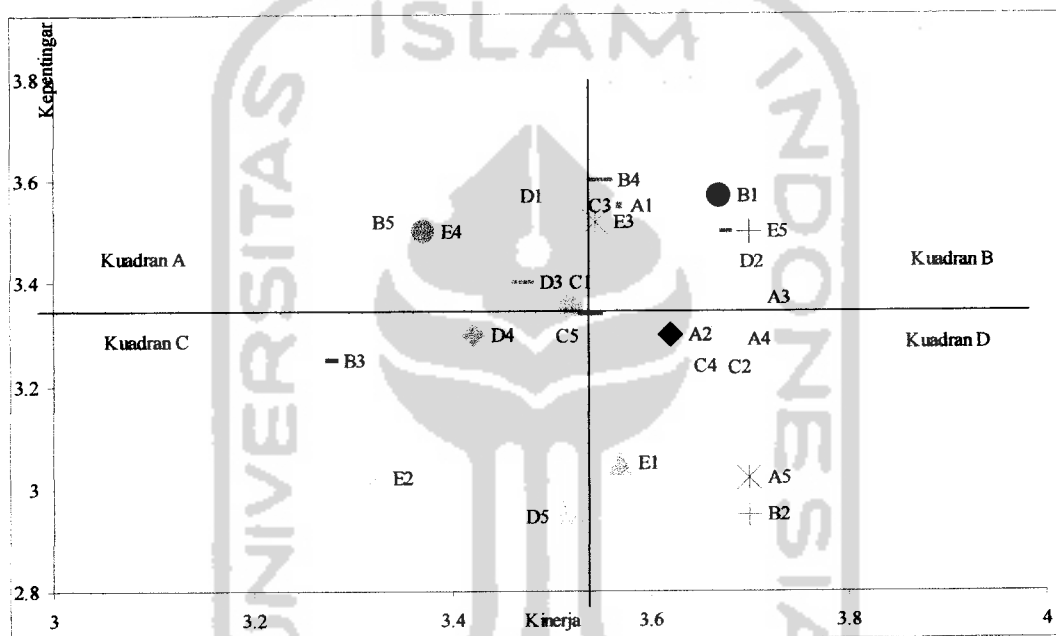 ISLAM
UNIVERSITAS
INDONESIA
Kepentingar
3.8
3.6
3.4
3.2
3
2.8
B4
D1
C3 A1
B1
B5
E4
E3
E5
D2
Kuadran A
Kuadran B
D3 C1
A3
Kuadran C
D4
C5
A2
A4
Kuadran D
B3
C4 C2
E2
E1
A5
D5
B2
3
3.2
3.4
Kinerja
3.6
3.8
4